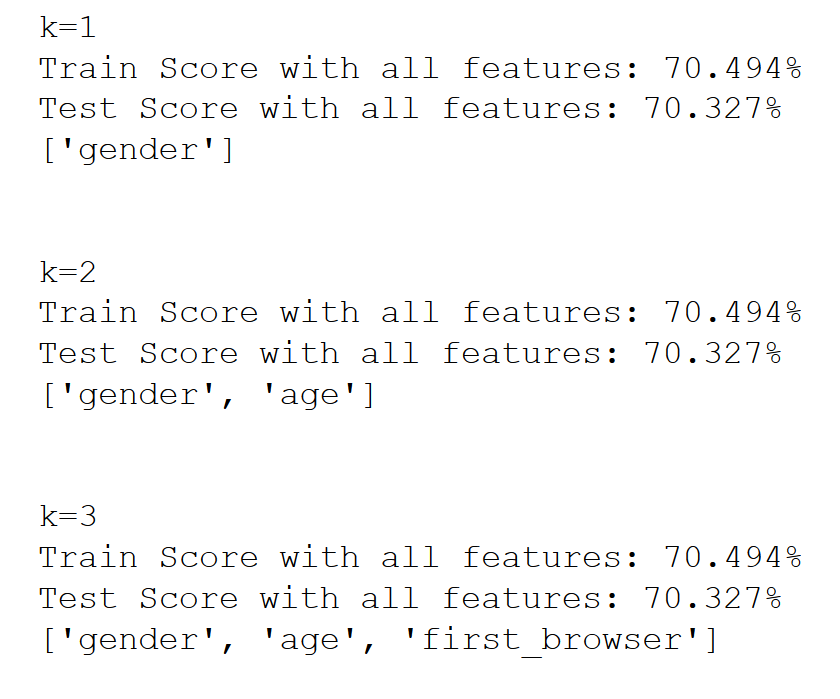 k=1
Train Score with all features: 70.494%
Test Score with all features: 70.327%
['gender']
k=2
Train Score with all features: 70.494%
Test Score with all features: 70.327%
['gender', 'age']
k=3
Train Score with all features: 70.494%
Test Score with all features: 70.327%
['gender', 'age', 'first_browser']